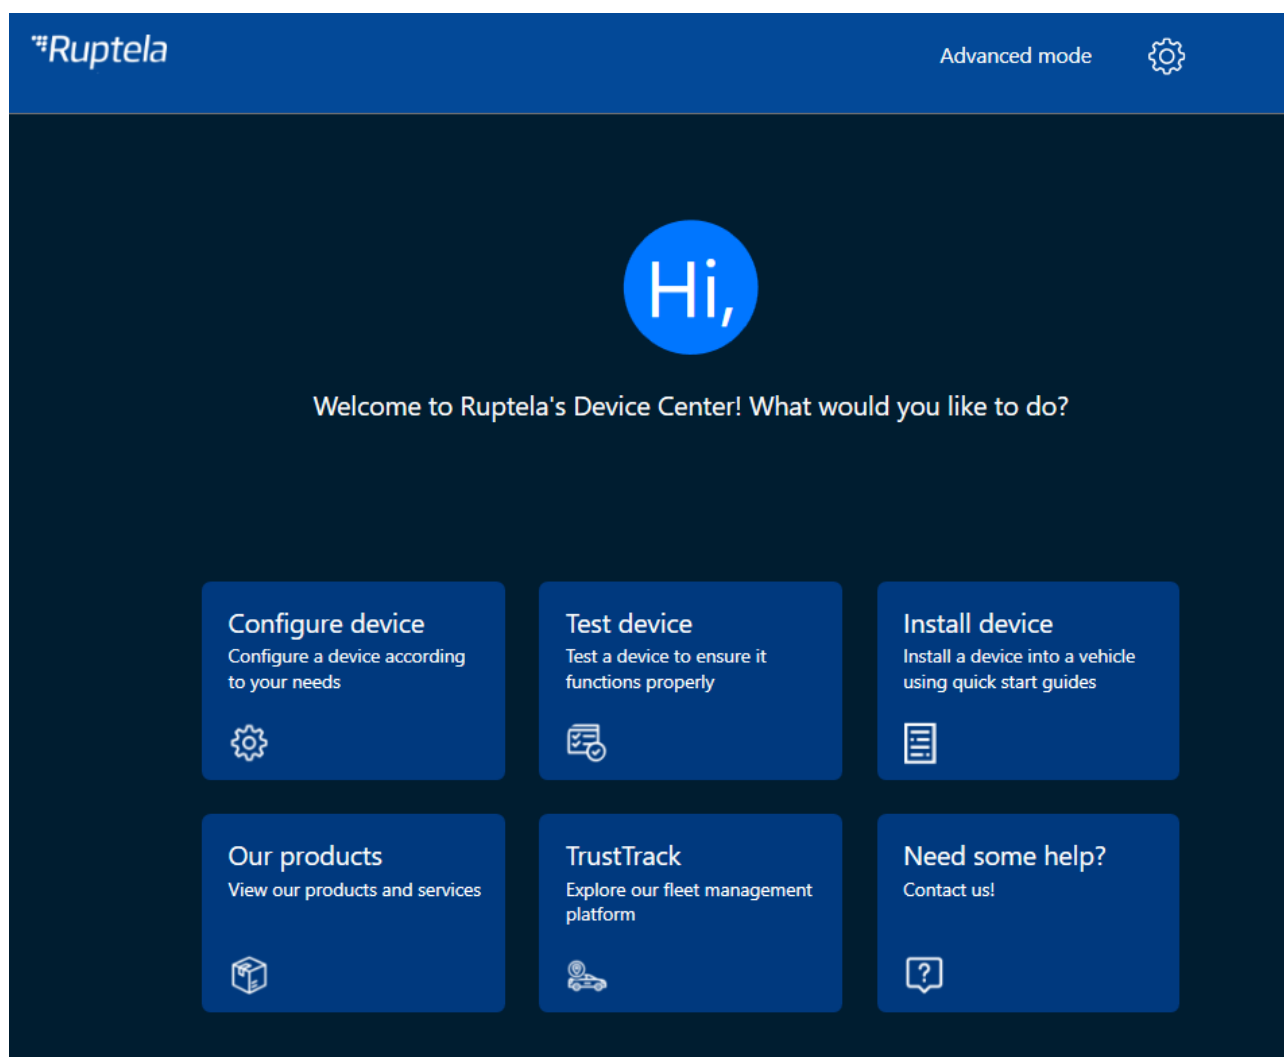 Ruptela
Advanced mode
Hi,
Welcome to Ruptela's Device Center! What would you like to do?
Configure device
Configure a device according
to your needs
Test device
Test a device to ensure it
functions properly
Install device
Install a device into a vehicle
using quick start guides
Our products
View our products and services
TrustTrack
Explore our fleet management
platform
Need some help?
Contact us!